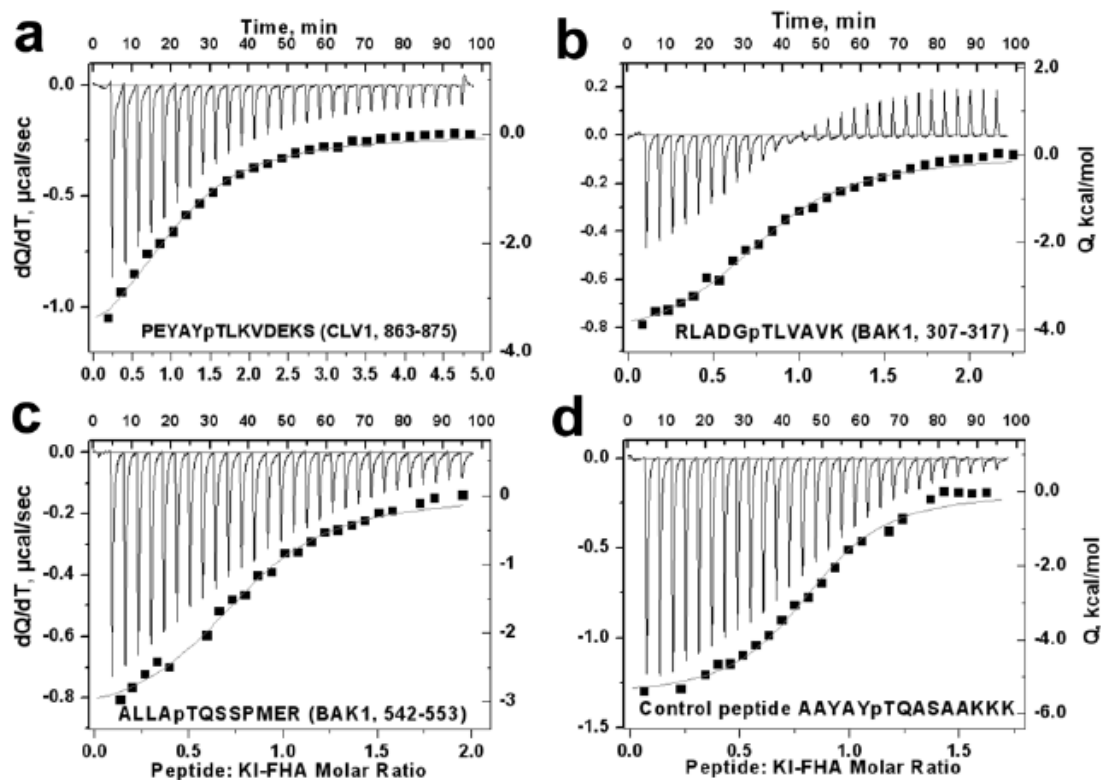 a
Time, min
0 10 20 30 40 50 60 70 80 90 100
0.0
-0.5
-1.0
dQ/dT, µcal/sec
0.0
-2.0
-4.0
PEYAYpTLKVDEKS (CLV1, 863-875)
0.0 0.5 1.0 1.5 2.0 2.5 3.0 3.5 4.0 4.5 5.0
b
Time, min
0 10 20 30 40 50 60 70 80 90 100
0.2
0.0
-0.2
-0.4
-0.6
-0.8
2.0
0.0
-2.0
-4.0
Q, kcal/mol
RLADGpTLVAVK (BAK1, 307-317)
0.0 0.5 1.0 1.5 2.0
c
0 10 20 30 40 50 60 70 80 90 100
0.0
-0.2
-0.4
-0.6
-0.8
dQ/dT, µcal/sec
0
-1
-2
-3
ALLApTQSSPMER (BAK1, 542-553)
0.0 0.5 1.0 1.5 2.0
Peptide: KI-FHA Molar Ratio
d
0 10 20 30 40 50 60 70 80 90 100
0.0
-0.5
-1.0
-1.5
0.0
-2.0
-4.0
-6.0
Q, kcal/mol
Control peptide AAYAYpTQASAAKKK
0.0 0.5 1.0 1.5
Peptide: KI-FHA Molar Ratio